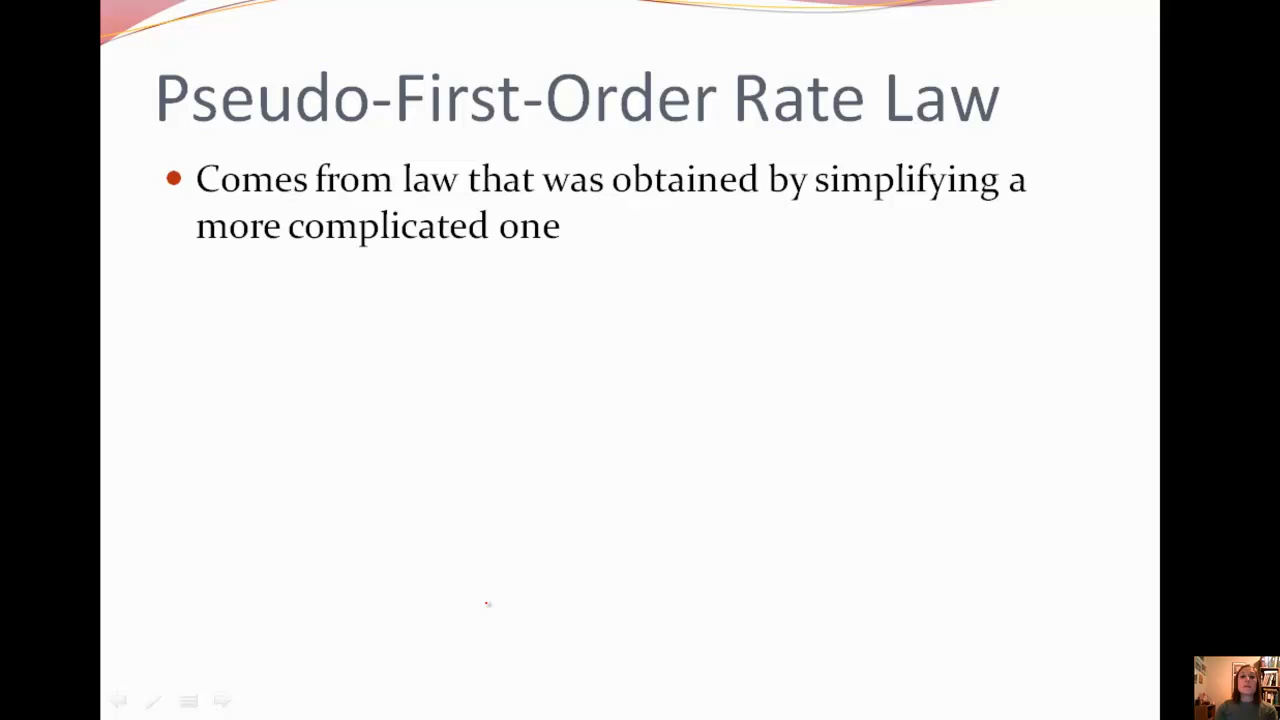 Pseudo-First-Order Rate Law
Comes from law that was obtained by simplifying a
more complicated one